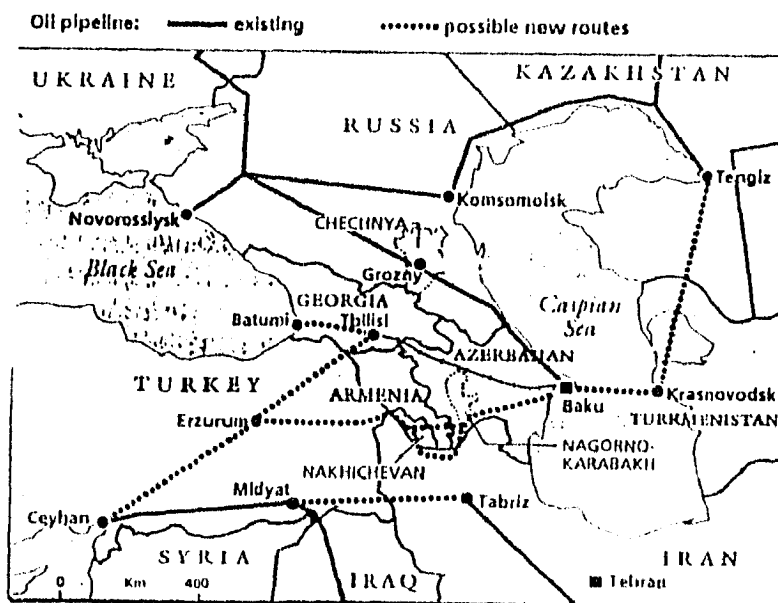 Oil pipeline: existing possible new routes
UKRAINE
KAZAKHSTAN
RUSSIA
Tengiz
Komsomolsk
Novorosslysk
CHECHNYA
Black Sea
Grozny
GEORGIA
Caspian
Sea
Batumi
Tbilisi
AZERBAIJAN
TURKEY
ARMENIA
Baku
Krasnovodsk
Erzurum
TURKMENISTAN
NAGORNO-
KARABAKH
NAKHICHEVAN
Midyat
Tabriz
Ceyhan
SYRIA
IRAN
0 Km 400
IRAQ
Tehran